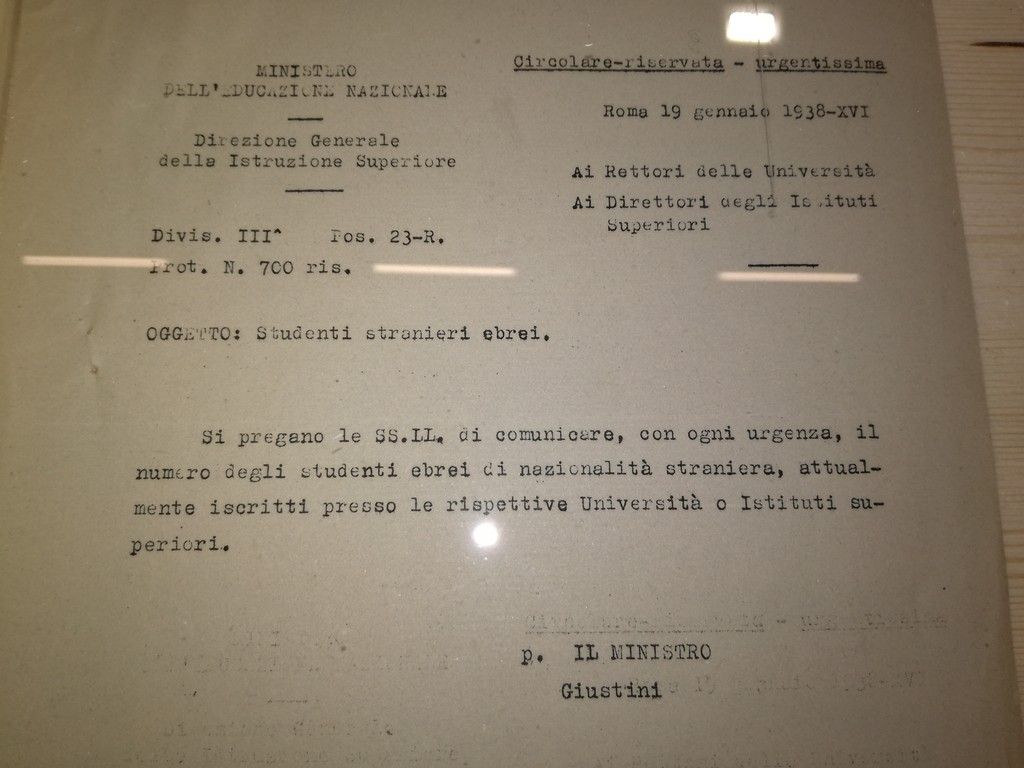 MINISTERO
DELL'EDUCAZIONE NAZIONALE
Direzione Generale
della Istruzione Superiore
Divis. III^ Pos. 23-R.
Prot. N. 700 ris.
Circolare-riservata - urgentissima
Roma 19 gennaio 1938-XVI
Ai Rettori delle Università
Ai Direttori degli Istituti
Superiori
OGGETTO: Studenti stranieri ebrei.
Si pregano le SS.LL. di comunicare, con ogni urgenza, il
numero degli studenti ebrei di nazionalità straniera, attual-
mente iscritti presso le rispettive Università o Istituti su-
periori.
p. IL MINISTRO
Giustini